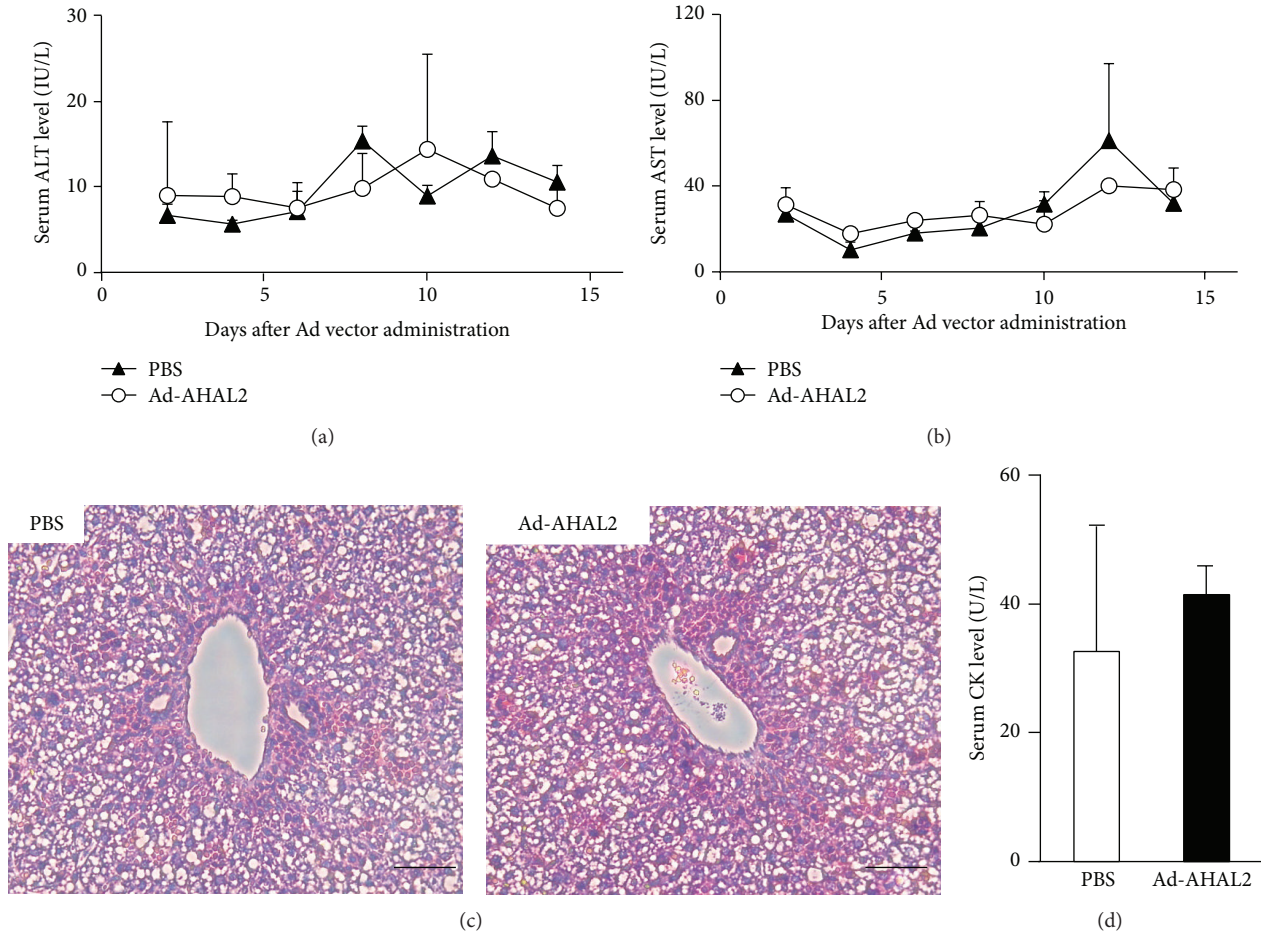 30
20
10
0
Serum ALT level (IU/L)
0
5
10
15
Days after Ad vector administration
PBS
Ad-AHAL2
(a)
120
80
40
0
Serum AST level (IU/L)
0
5
10
15
Days after Ad vector administration
PBS
Ad-AHAL2
(b)
PBS
Ad-AHAL2
(c)
60
40
20
0
Serum CK level (U/L)
PBS
Ad-AHAL2
(d)